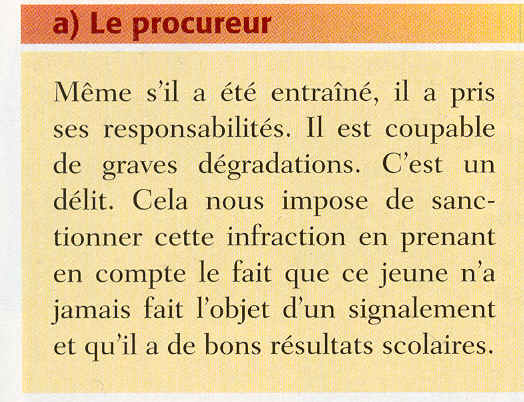 a) Le procureur
Même s'il a été entraîné, il a pris
ses responsabilités. Il est coupable
de graves dégradations. C'est un
délit. Cela nous impose de sanc-
tionner cette infraction en prenant
en compte le fait que ce jeune n'a
jamais fait l'objet d'un signalement
et qu'il a de bons résultats scolaires.